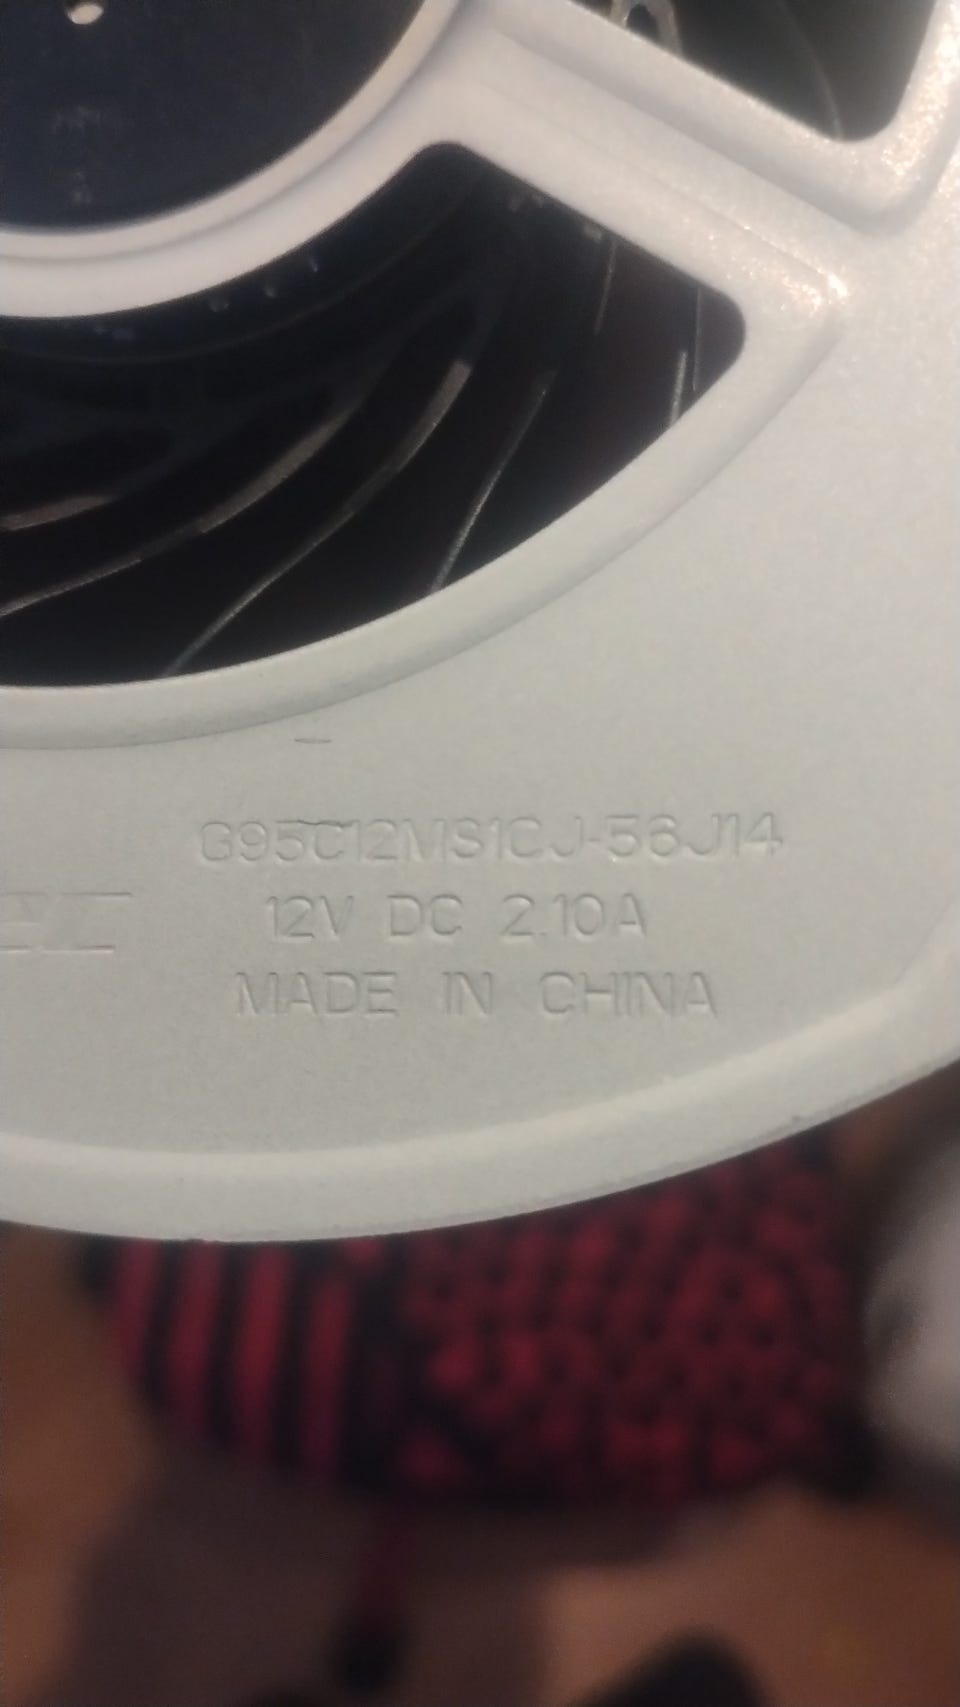 G95C12MS1CJ-56J14
12V DC 2.10A
MADE IN CHINA